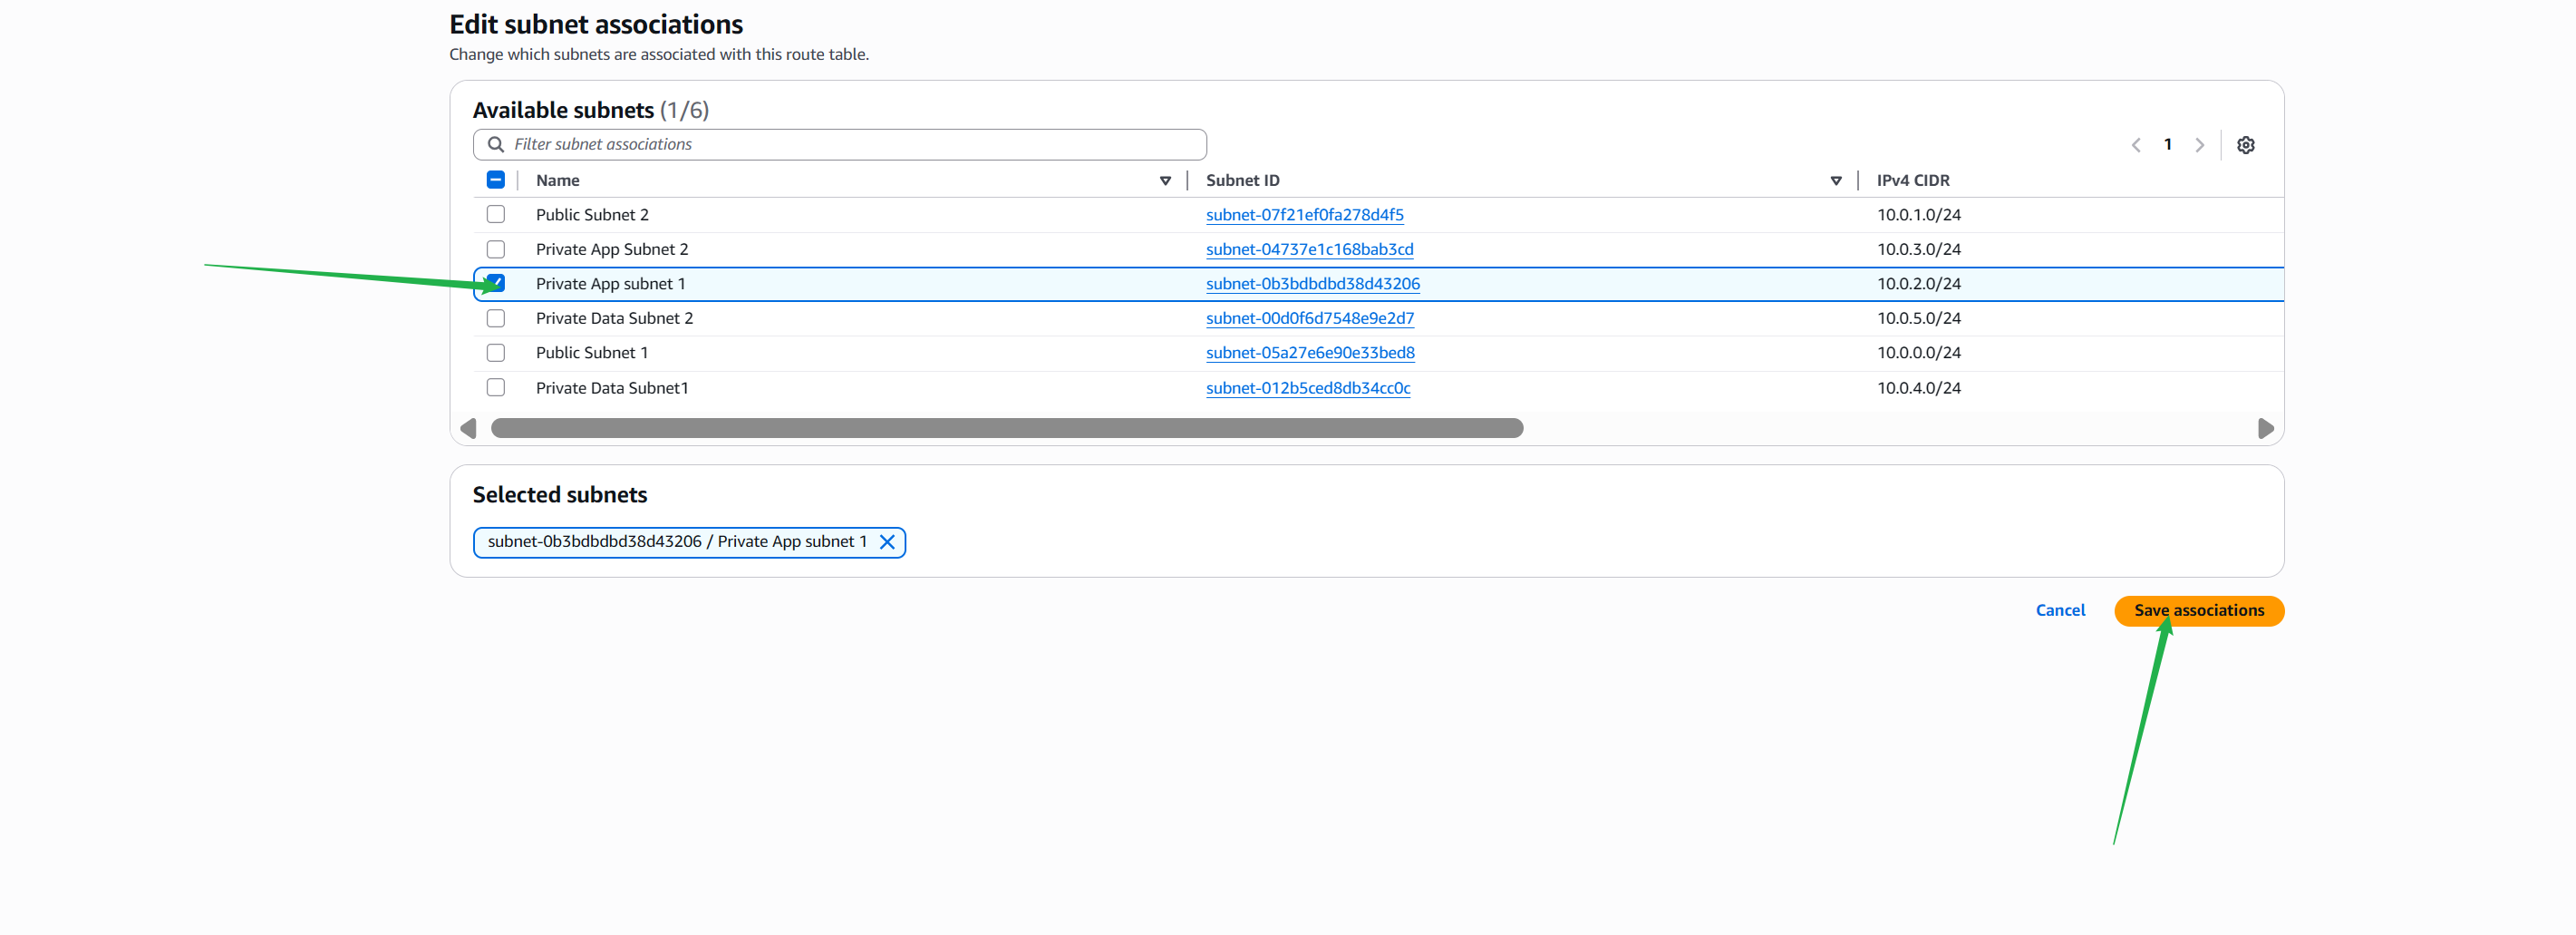 Edit subnet associations
Change which subnets are associated with this route table.
Available subnets (1/6)
Filter subnet associations
1
Name Subnet ID IPv4 CIDR
Public Subnet 2 subnet-07f21ef0fa278d4f5 10.0.1.0/24
Private App Subnet 2 subnet-04737e1c168bab3cd 10.0.3.0/24
Private App subnet 1 subnet-0b3bdbdbd38d43206 10.0.2.0/24
Private Data Subnet 2 subnet-00d0f6d7548e9e2d7 10.0.5.0/24
Public Subnet 1 subnet-05a27e6e90e33bed8 10.0.0.0/24
Private Data Subnet1 subnet-012b5ced8db34cc0c 10.0.4.0/24
Selected subnets
subnet-0b3bdbdbd38d43206 / Private App subnet 1
Cancel Save associations